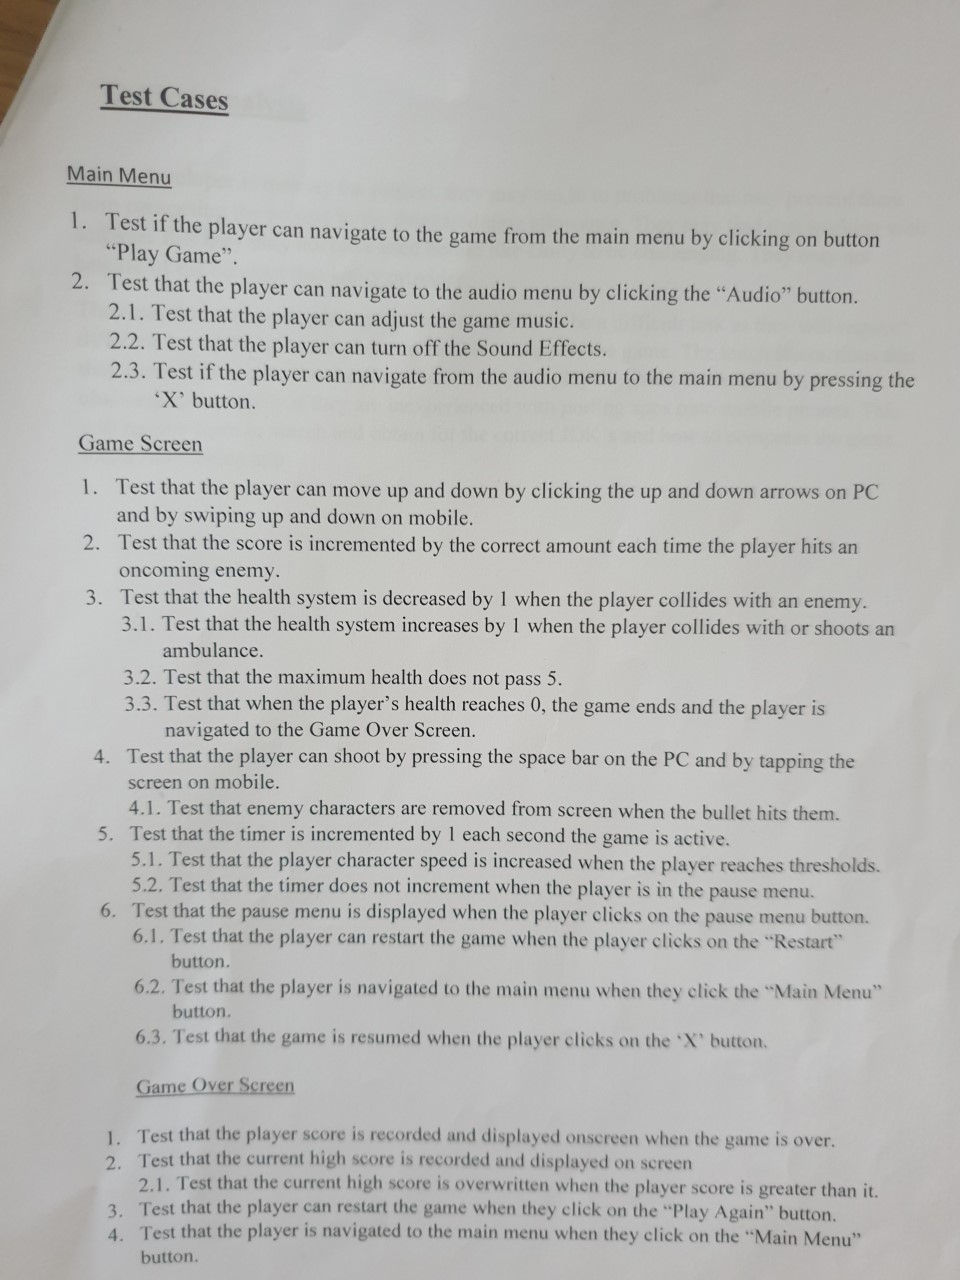 Test Cases
Main Menu
1. Test if the player can navigate to the game from the main menu by clicking on button
“Play Game”.
2. Test that the player can navigate to the audio menu by clicking the “Audio” button.
2.1. Test that the player can adjust the game music.
2.2. Test that the player can turn off the Sound Effects.
2.3. Test if the player can navigate from the audio menu to the main menu by pressing the
‘X’ button.
Game Screen
1. Test that the player can move up and down by clicking the up and down arrows on PC
and by swiping up and down on mobile.
2. Test that the score is incremented by the correct amount each time the player hits an
oncoming enemy.
3. Test that the health system is decreased by 1 when the player collides with an enemy.
3.1. Test that the health system increases by 1 when the player collides with or shoots an
ambulance.
3.2. Test that the maximum health does not pass 5.
3.3. Test that when the player’s health reaches 0, the game ends and the player is
navigated to the Game Over Screen.
4. Test that the player can shoot by pressing the space bar on the PC and by tapping the
screen on mobile.
4.1. Test that enemy characters are removed from screen when the bullet hits them.
5. Test that the timer is incremented by 1 each second the game is active.
5.1. Test that the player character speed is increased when the player reaches thresholds.
5.2. Test that the timer does not increment when the player is in the pause menu.
6. Test that the pause menu is displayed when the player clicks on the pause menu button.
6.1. Test that the player can restart the game when the player clicks on the “Restart”
button.
6.2. Test that the player is navigated to the main menu when they click the “Main Menu”
button.
6.3. Test that the game is resumed when the player clicks on the ‘X’ button.
Game Over Screen
1. Test that the player score is recorded and displayed onscreen when the game is over.
2. Test that the current high score is recorded and displayed on screen
2.1. Test that the current high score is overwritten when the player score is greater than it.
3. Test that the player can restart the game when they click on the “Play Again” button.
4. Test that the player is navigated to the main menu when they click on the “Main Menu”
button.